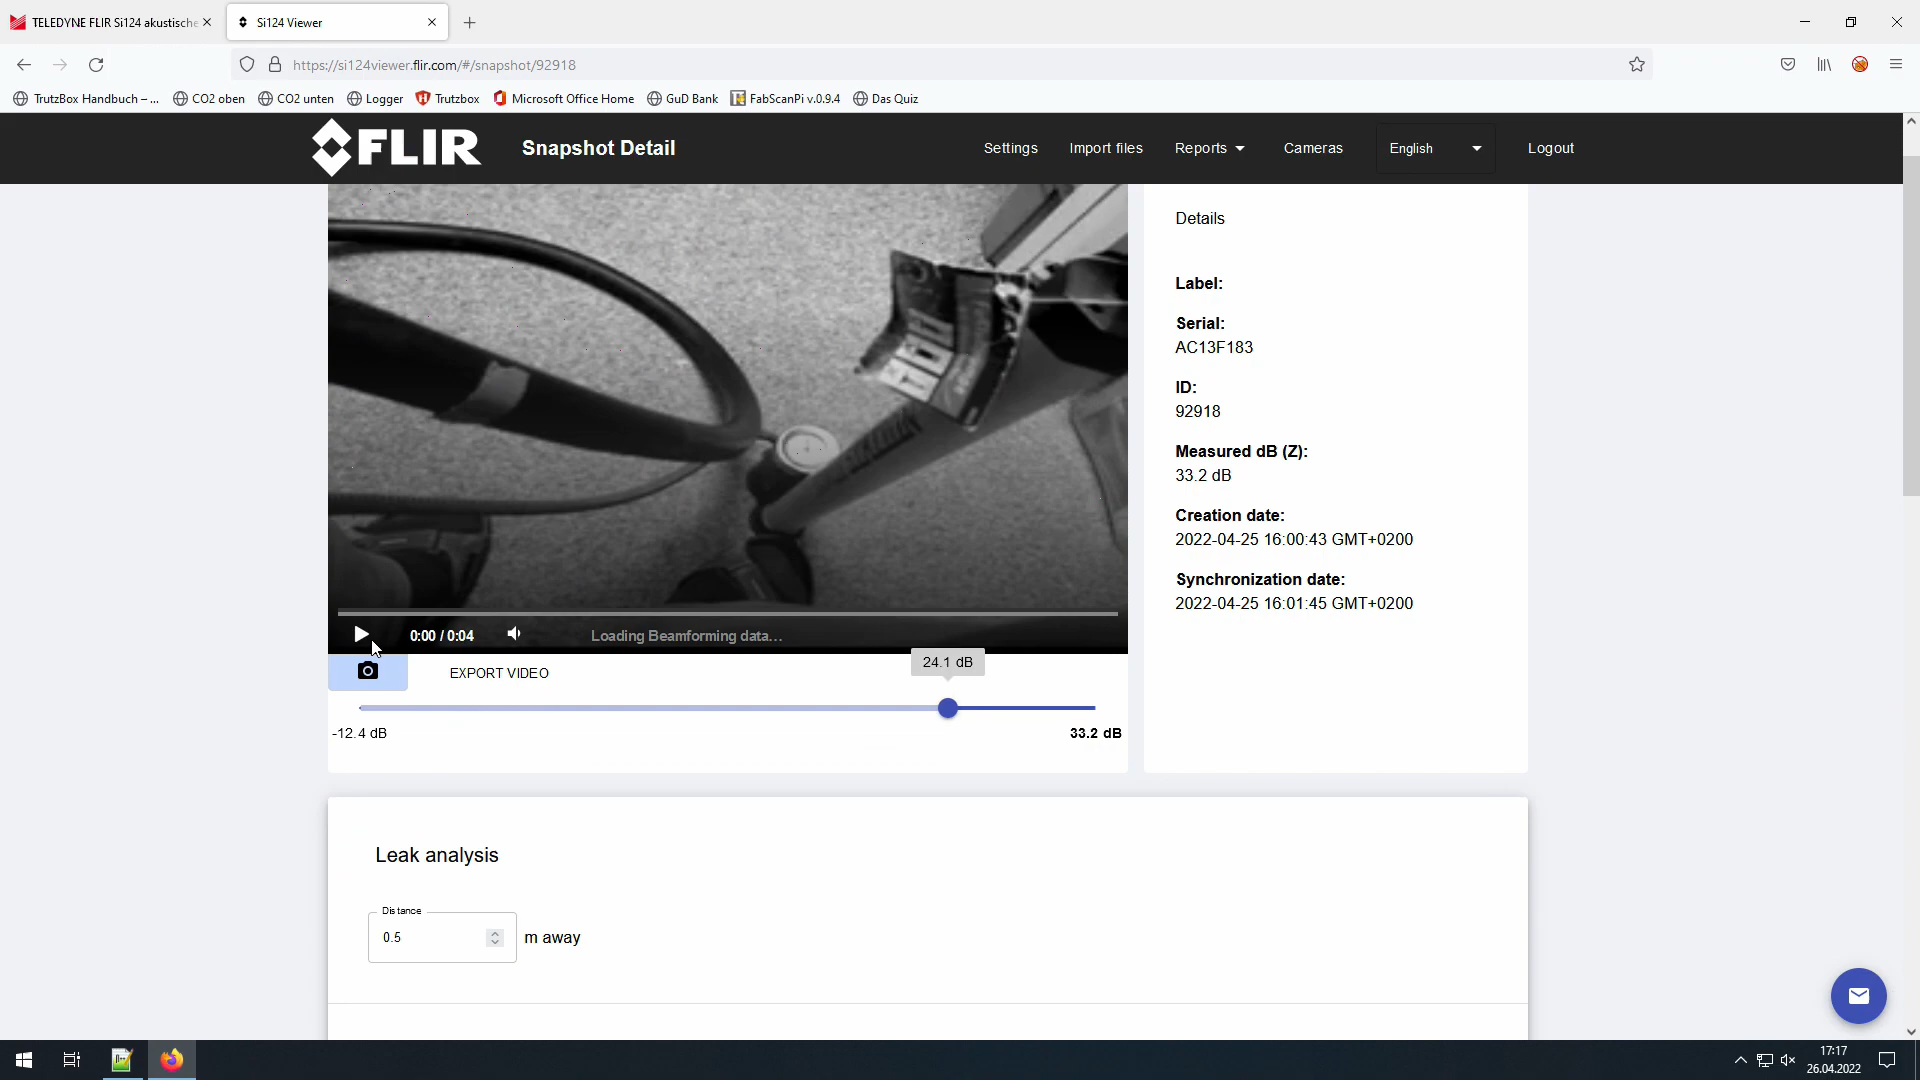 TELEDYNE FLIR Si124 akustische
Si124 Viewer
https://si124viewer.flir.com/#/snapshot/92918
TrutzBox Handbuch – ...
CO2 oben
CO2 unten
Logger
Trutzbox
Microsoft Office Home
GuD Bank
FabScanPi v.0.9.4
Das Quiz
FLIR
Snapshot Detail
Settings
Import files
Reports
Cameras
English
Logout
Details
Label:
Serial:
AC13F183
ID:
92918
Measured dB (Z):
33.2 dB
Creation date:
2022-04-25 16:00:43 GMT+0200
Synchronization date:
2022-04-25 16:01:45 GMT+0200
0:00 / 0:04
Loading Beamforming data...
EXPORT VIDEO
24.1 dB
-12.4 dB
33.2 dB
Leak analysis
Distance
0.5
m away
17:17
26.04.2022